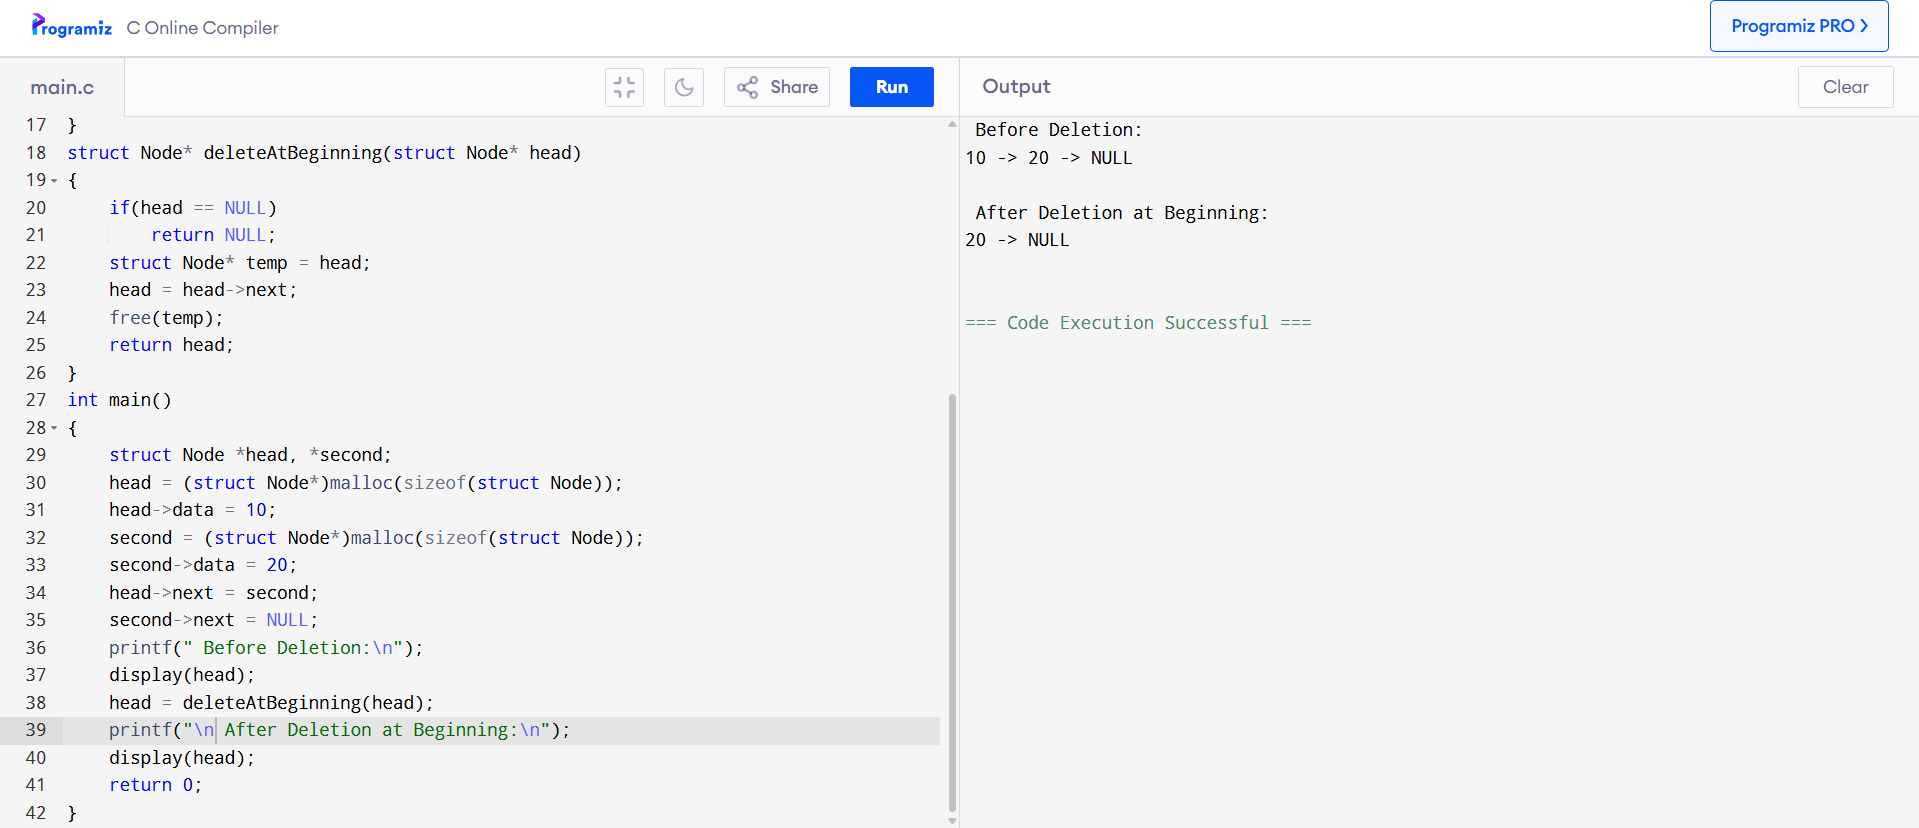 Programiz C Online Compiler
Programiz PRO
main.c
Share
Run
Output
Clear
17 }
18 struct Node* deleteAtBeginning(struct Node* head)
19 {
20     if(head == NULL)
21         return NULL;
22     struct Node* temp = head;
23     head = head->next;
24     free(temp);
25     return head;
26 }
27 int main()
28 {
29     struct Node *head, *second;
30     head = (struct Node*)malloc(sizeof(struct Node));
31     head->data = 10;
32     second = (struct Node*)malloc(sizeof(struct Node));
33     second->data = 20;
34     head->next = second;
35     second->next = NULL;
36     printf(" Before Deletion:\n");
37     display(head);
38     head = deleteAtBeginning(head);
39     printf("\n After Deletion at Beginning:\n");
40     display(head);
41     return 0;
42 }
Before Deletion:
10 -> 20 -> NULL
After Deletion at Beginning:
20 -> NULL
=== Code Execution Successful ===